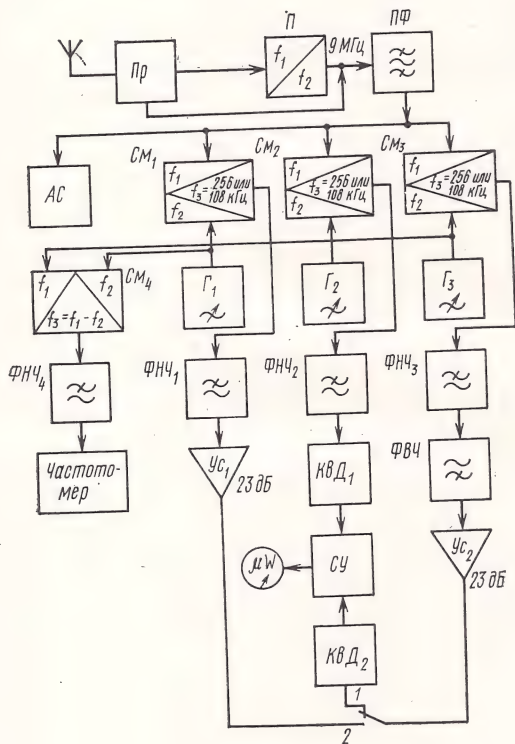 П
ПФ
Пр
f₁
f₂
9 МГц
СМ₁
СМ₂
СМ₃
АС
f₁
f₃ = 256 или
108 кГц
f₂
f₁
f₃ = 256 или
108 кГц
f₂
f₁
f₃ = 256 или
108 кГц
f₂
f₁
f₂
СМ₄
f₃ = f₁ - f₂
Г₁
Г₂
Г₃
ФНЧ₄
ФНЧ₁
ФНЧ₂
ФНЧ₃
Частото-
мер
Ус₁
23 дБ
КВД₁
ФВЧ
μW
СУ
Ус₂
23 дБ
КВД₂
1
2